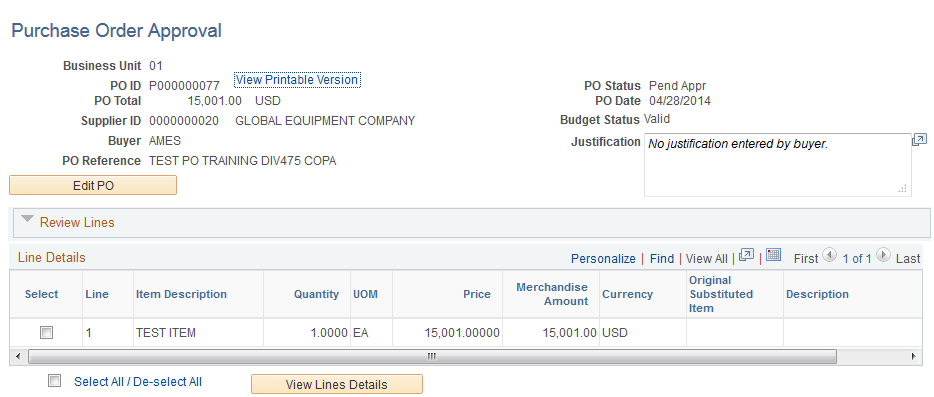 Purchase Order Approval
Business Unit 01
PO ID P000000077 View Printable Version
PO Status Pend Appr
PO Total 15,001.00 USD
PO Date 04/28/2014
Supplier ID 0000000020 GLOBAL EQUIPMENT COMPANY
Budget Status Valid
Buyer AMES
Justification No justification entered by buyer.
PO Reference TEST PO TRAINING DIV475 COPA
Edit PO
Review Lines
Line Details Personalize | Find | View All | | First 1 of 1 Last
Select Line Item Description Quantity UOM Price Merchandise Amount Currency Original Substituted Item Description
1 TEST ITEM 1.0000 EA 15,001.00000 15,001.00 USD
Select All / De-select All View Lines Details